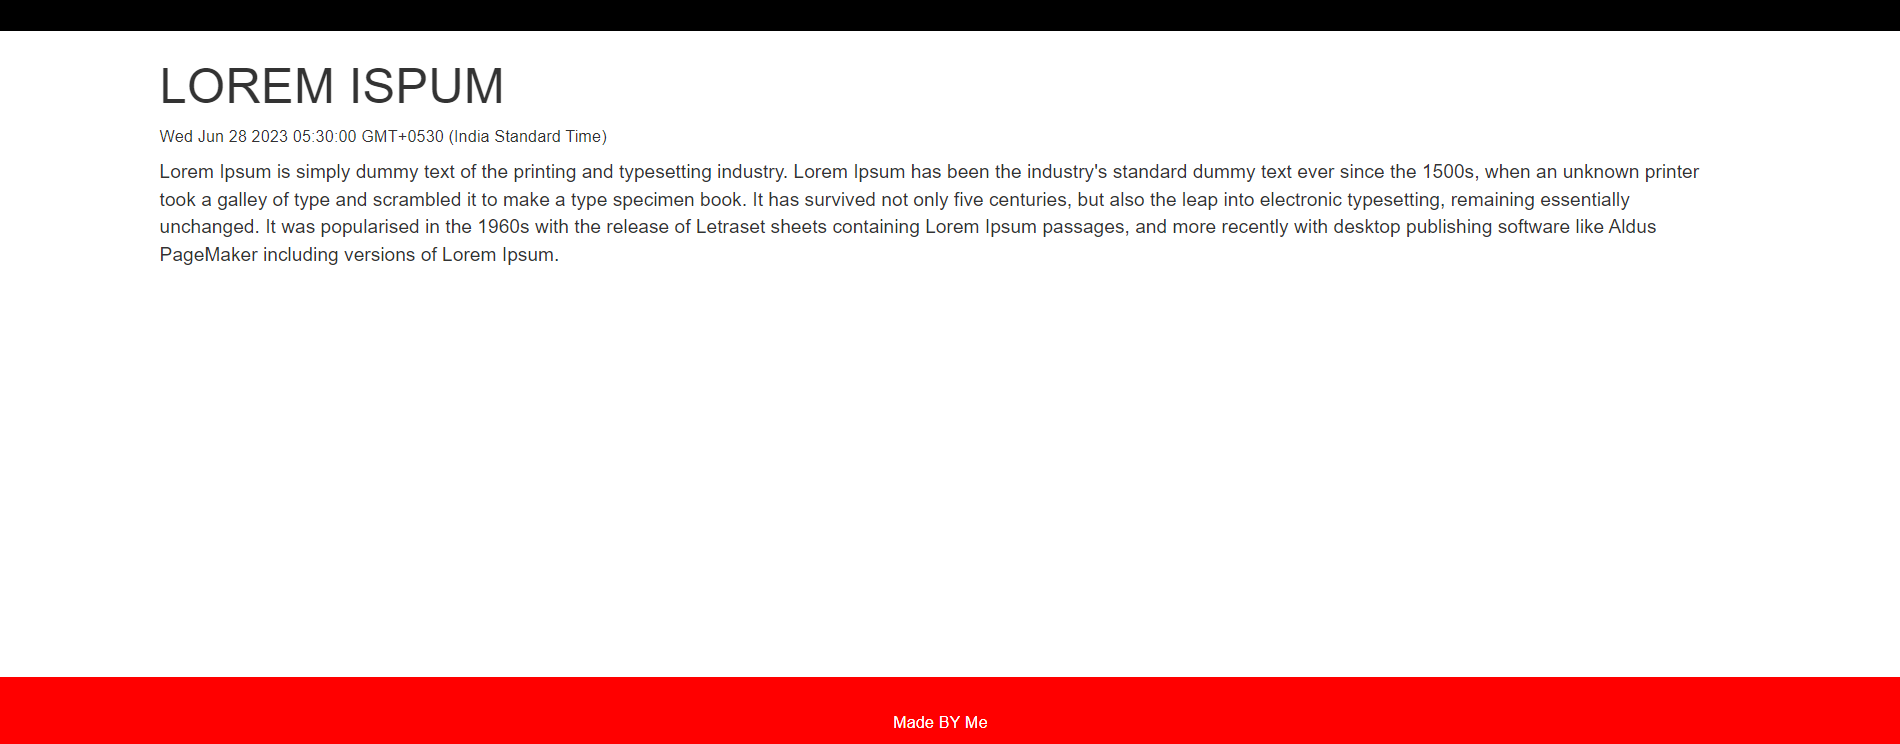 LOREM ISPUM
Wed Jun 28 2023 05:30:00 GMT+0530 (India Standard Time)
Lorem Ipsum is simply dummy text of the printing and typesetting industry. Lorem Ipsum has been the industry's standard dummy text ever since the 1500s, when an unknown printer
took a galley of type and scrambled it to make a type specimen book. It has survived not only five centuries, but also the leap into electronic typesetting, remaining essentially
unchanged. It was popularised in the 1960s with the release of Letraset sheets containing Lorem Ipsum passages, and more recently with desktop publishing software like Aldus
PageMaker including versions of Lorem Ipsum.
Made BY Me